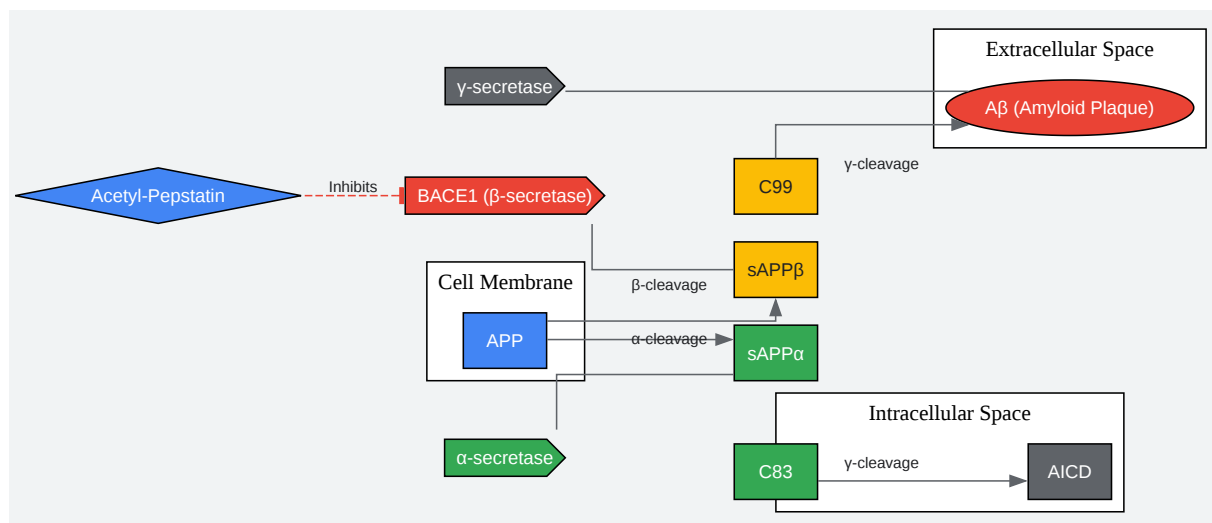 Extracellular Space
γ-secretase
Aβ (Amyloid Plaque)
γ-cleavage
C99
Acetyl-Pepstatin
Inhibits
BACE1 (β-secretase)
sAPPβ
Cell Membrane
β-cleavage
APP
α-cleavage
sAPPα
Intracellular Space
α-secretase
C83
γ-cleavage
AICD